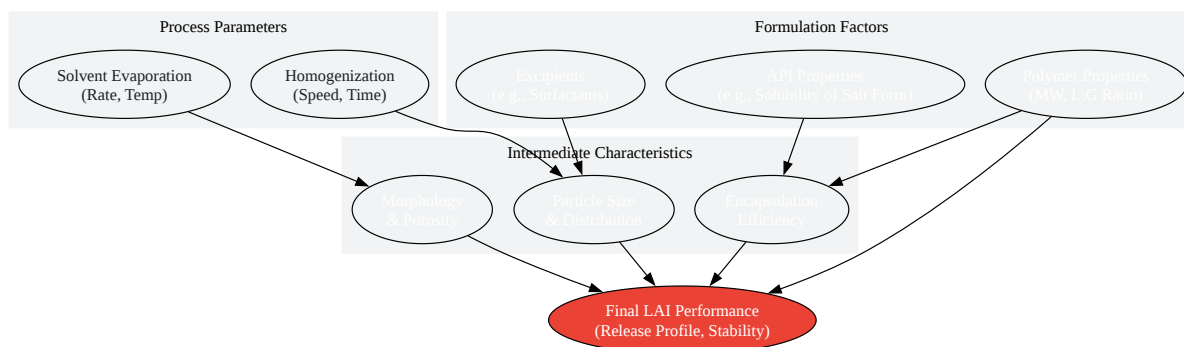 Process Parameters
Formulation Factors
Solvent Evaporation
(Rate, Temp)
Homogenization
(Speed, Time)
Excipients
(e.g., Surfactants)
API Properties
(e.g., Solubility of Salt Form)
Polymer Properties
(MW, L:G Ratio)
Intermediate Characteristics
Morphology
& Porosity
Particle Size
& Distribution
Encapsulation
Efficiency
Final LAI Performance
(Release Profile, Stability)